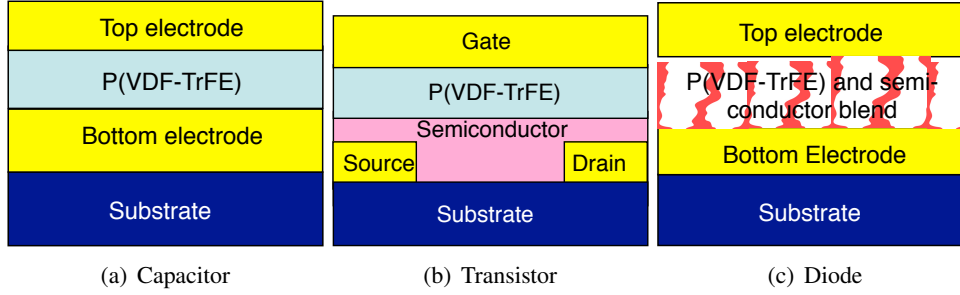 Top electrode
P(VDF-TrFE)
Bottom electrode
Substrate
(a) Capacitor
Gate
P(VDF-TrFE)
Semiconductor
Source
Drain
Substrate
(b) Transistor
Top electrode
P(VDF-TrFE) and semi-
conductor blend
Bottom Electrode
Substrate
(c) Diode